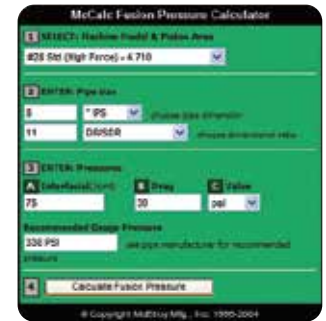 McCalc Fusion Pressure Calculator
1 SELECT: Machine Model & Piston Area
#28 Std (High Force) - 4.710
2 ENTER: Pipe Size
8 " IPS choose pipe dimension
11 DR/SDR choose dimensional ratio
3 ENTER: Pressures
A Interfacial B Drag C Value
75 30 psi
Recommended Gauge Pressure
338 PSI use pipe manufacturer for recommended
pressure
4 Calculate Fusion Pressure
© Copyright McElroy Mfg., Inc. 1995-2004